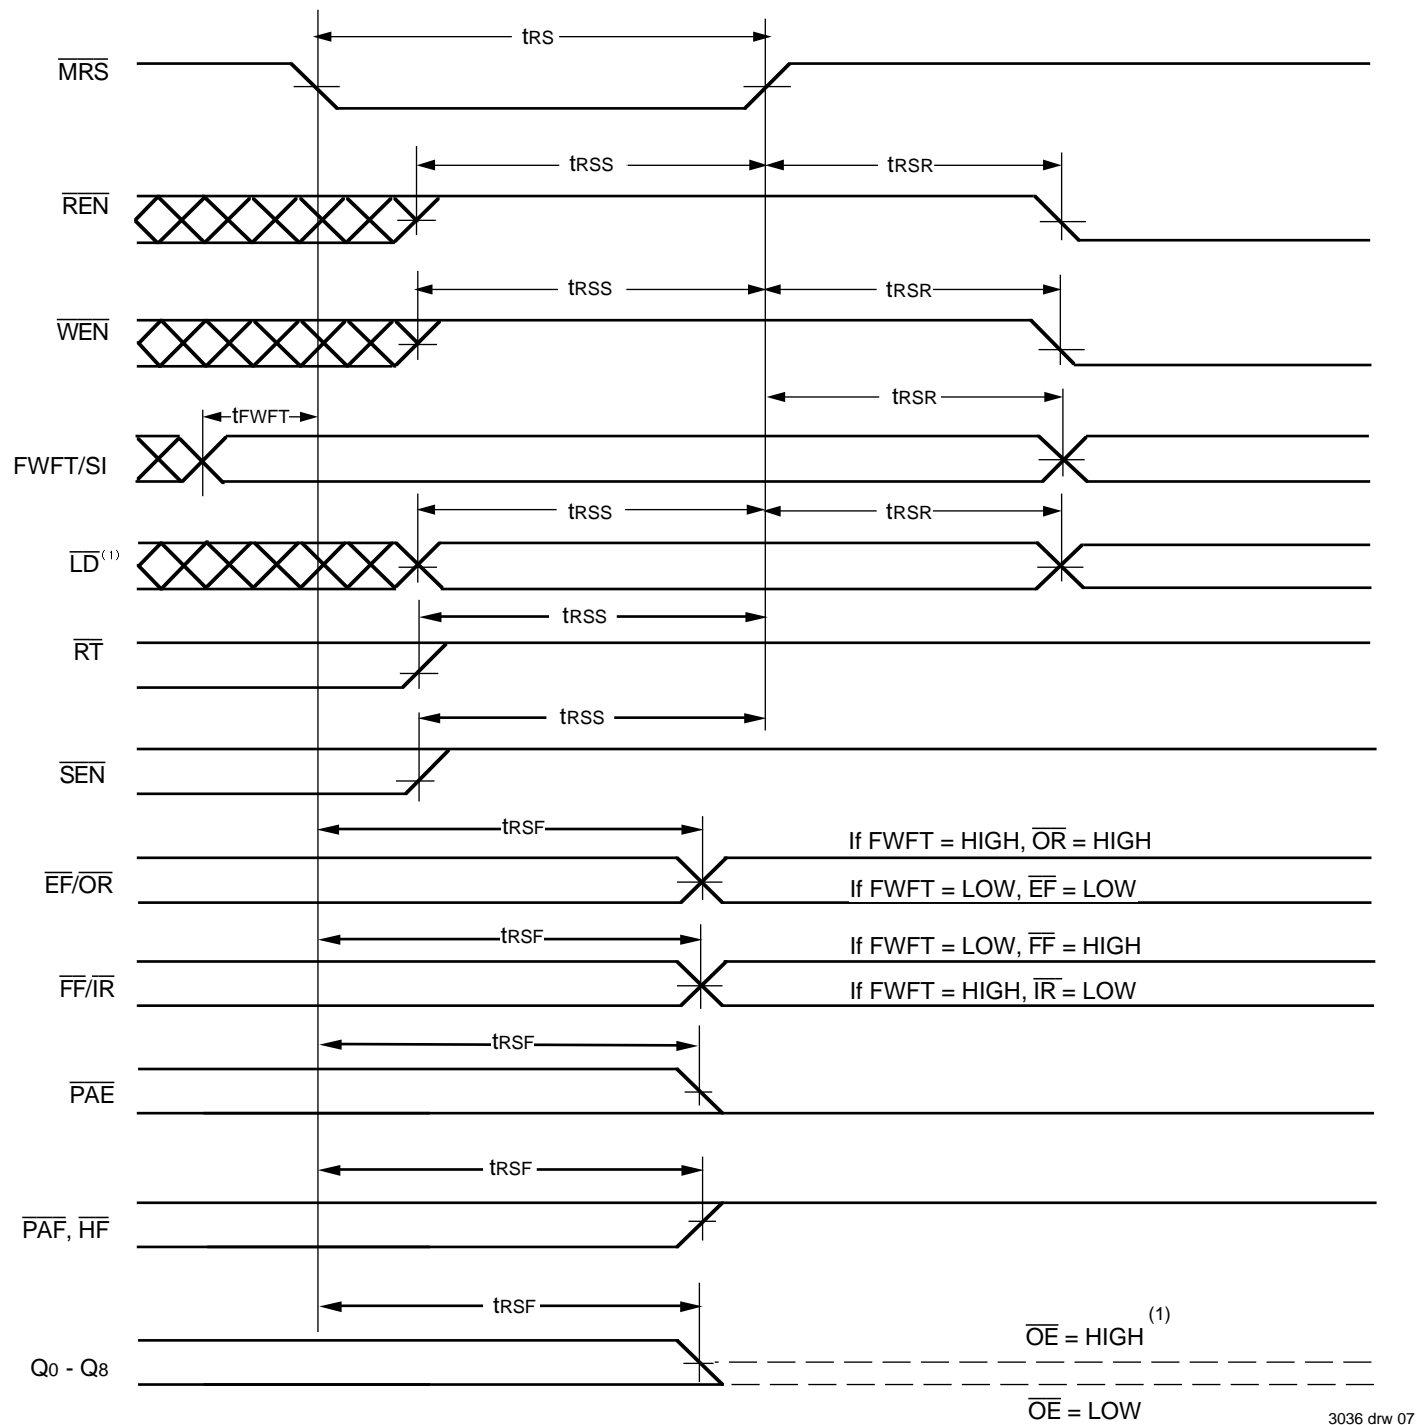 tRS
MRS
tRSS
tRSR
REN
tRSS
tRSR
WEN
tRSR
tFWFT
FWFT/SI
tRSS
tRSR
LD(1)
tRSS
RT
tRSS
SEN
tRSF
If FWFT = HIGH, OR = HIGH
EF/OR
If FWFT = LOW, EF = LOW
tRSF
If FWFT = LOW, FF = HIGH
FF/IR
If FWFT = HIGH, IR = LOW
tRSF
PAE
tRSF
PAF, HF
tRSF
OE = HIGH (1)
Q0 - Q8
OE = LOW
3036 drw 07